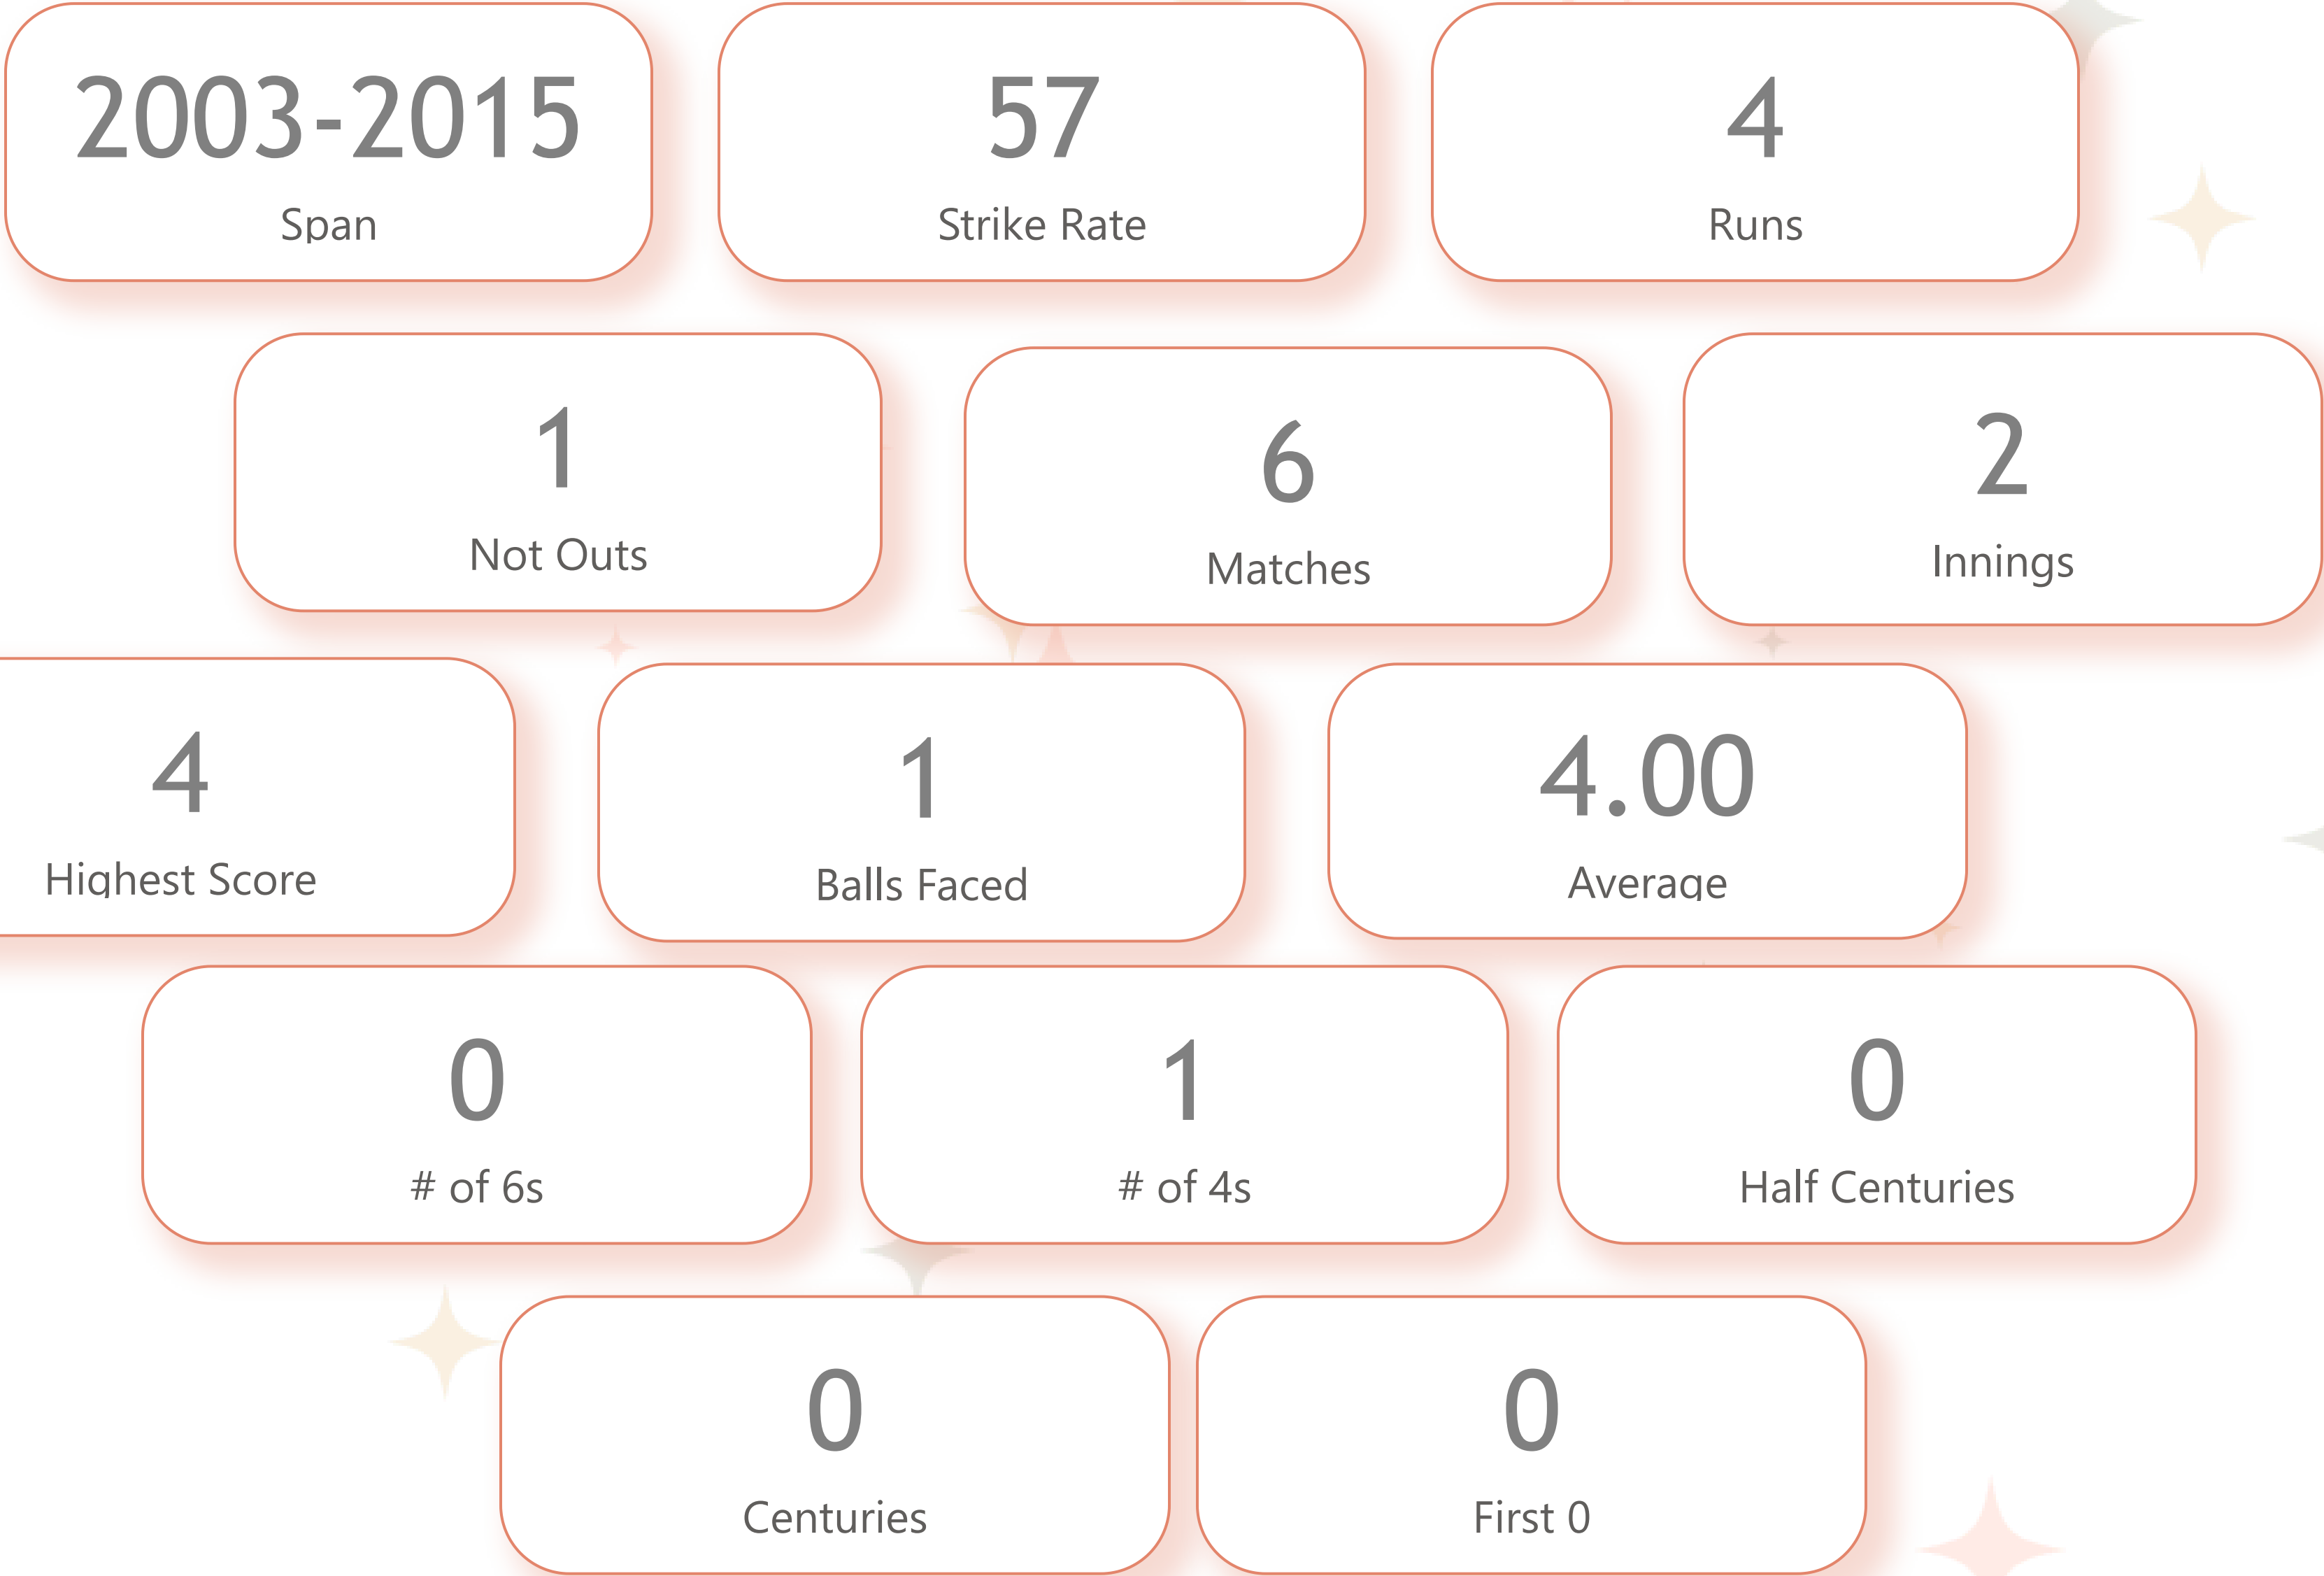 2003-2015
Span
57
Strike Rate
4
Runs
1
Not Outs
6
Matches
2
Innings
4
Highest Score
1
Balls Faced
4.00
Average
0
# of 6s
1
# of 4s
0
Half Centuries
0
Centuries
0
First 0